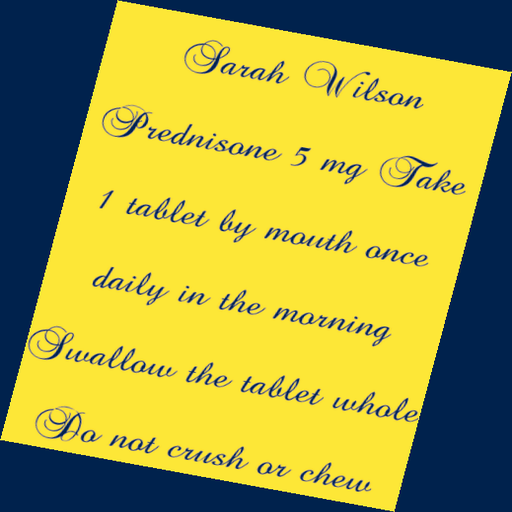 Sarah Wilson
Prednisone 5 mg Take
1 tablet by mouth once
daily in the morning
Swallow the tablet whole
Do not crush or chew